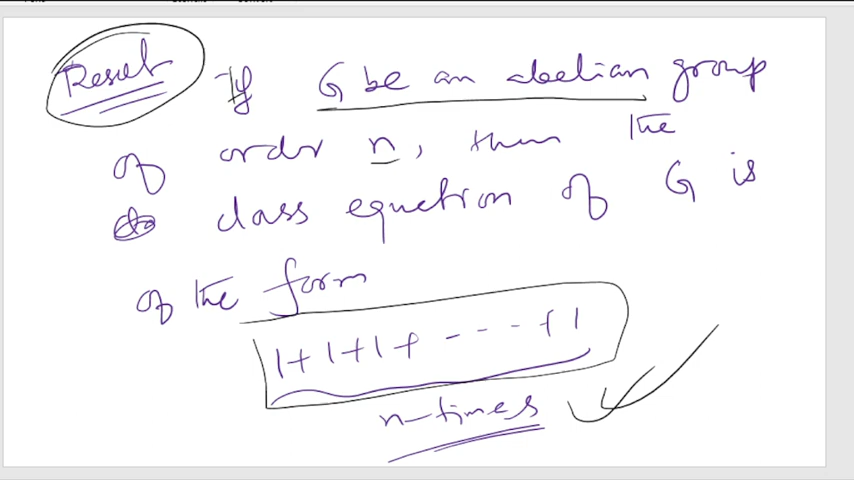 Result If G be an abelian group
of order n, then the
class equation of G is
of the form
1+1+1+ - - - - +1
n-times